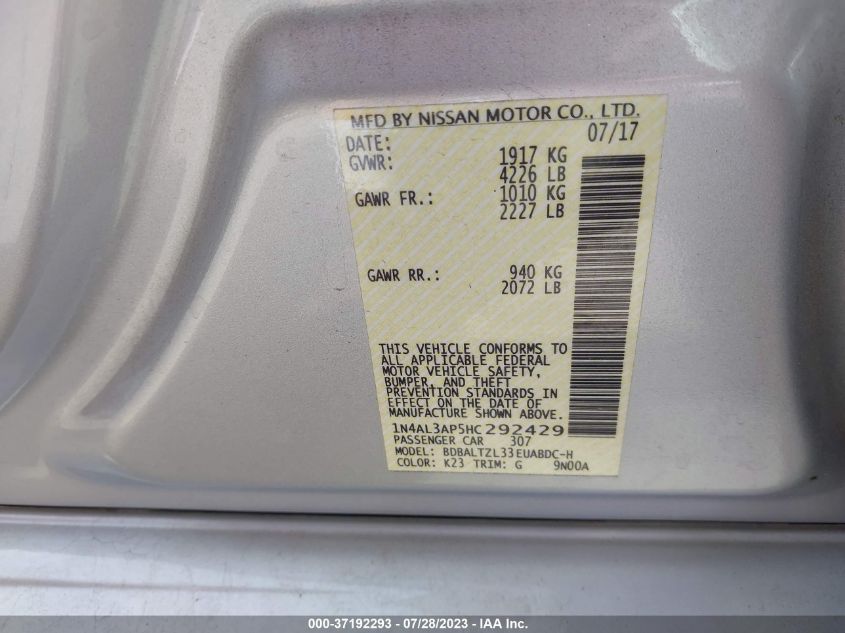 MFD BY NISSAN MOTOR CO., LTD.
DATE: 07/17
GVWR: 1917 KG
4226 LB
GAWR FR.: 1010 KG
2227 LB
GAWR RR.: 940 KG
2072 LB
THIS VEHICLE CONFORMS TO
ALL APPLICABLE FEDERAL
MOTOR VEHICLE SAFETY,
BUMPER, AND THEFT
PREVENTION STANDARDS IN
EFFECT ON THE DATE OF
MANUFACTURE SHOWN ABOVE.
1N4AL3AP5HC292429
PASSENGER CAR 307
MODEL: BDBALTZL33EUABDC-H
COLOR: K23 TRIM: G 9N00A
000-37192293 - 07/28/2023 - IAA Inc.